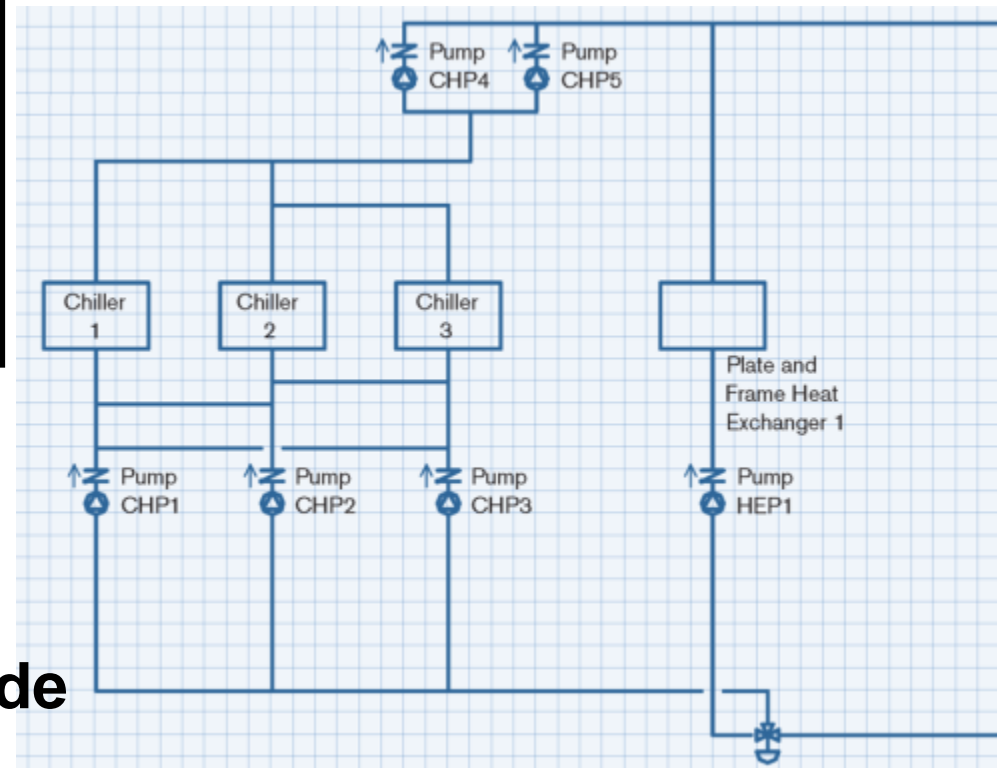 Pump
CHP4
Pump
CHP5
Chiller
1
Chiller
2
Chiller
3
Plate and
Frame Heat
Exchanger 1
Pump
CHP1
Pump
CHP2
Pump
CHP3
Pump
HEP1
de